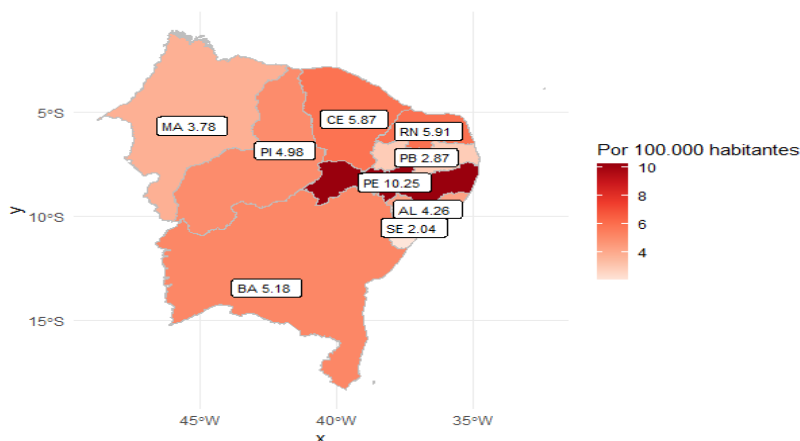 5°S
10°S
15°S
y
MA 3.78
CE 5.87
RN 5.91
PI 4.98
PB 2.87
PE 10.25
AL 4.26
SE 2.04
BA 5.18
45°W
40°W
35°W
x
Por 100.000 habitantes
10
8
6
4